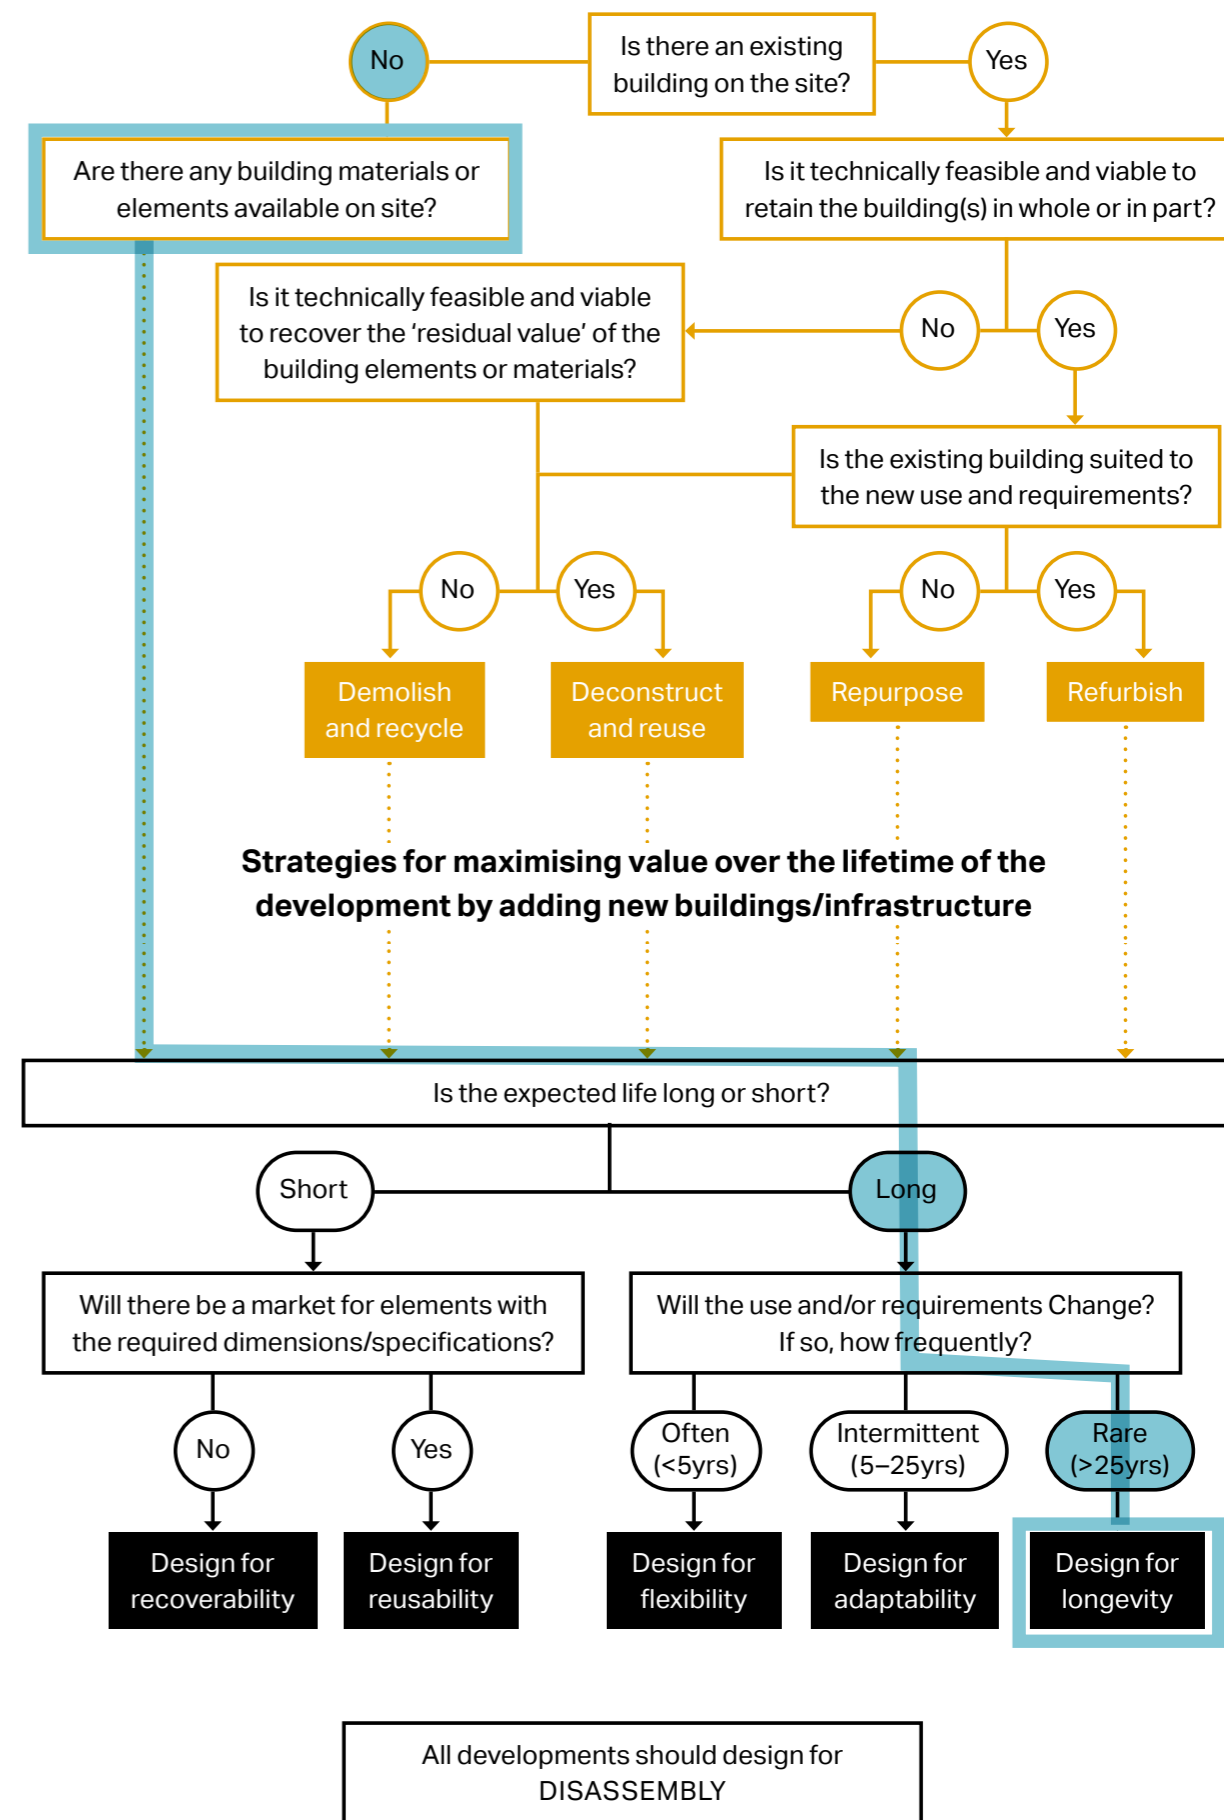 No
Is there an existing
building on the site?
Yes
Are there any building materials or
elements available on site?
Is it technically feasible and viable to
retain the building(s) in whole or in part?
Is it technically feasible and viable
to recover the ‘residual value’ of the
building elements or materials?
No
Yes
Is the existing building suited to
the new use and requirements?
No
Yes
No
Yes
Demolish
and recycle
Deconstruct
and reuse
Repurpose
Refurbish
Strategies for maximising value over the lifetime of the
development by adding new buildings/infrastructure
Is the expected life long or short?
Short
Long
Will there be a market for elements with
the required dimensions/specifications?
Will the use and/or requirements Change?
If so, how frequently?
No
Yes
Often
(<5yrs)
Intermittent
(5–25yrs)
Rare
(>25yrs)
Design for
recoverability
Design for
reusability
Design for
flexibility
Design for
adaptability
Design for
longevity
All developments should design for
DISASSEMBLY